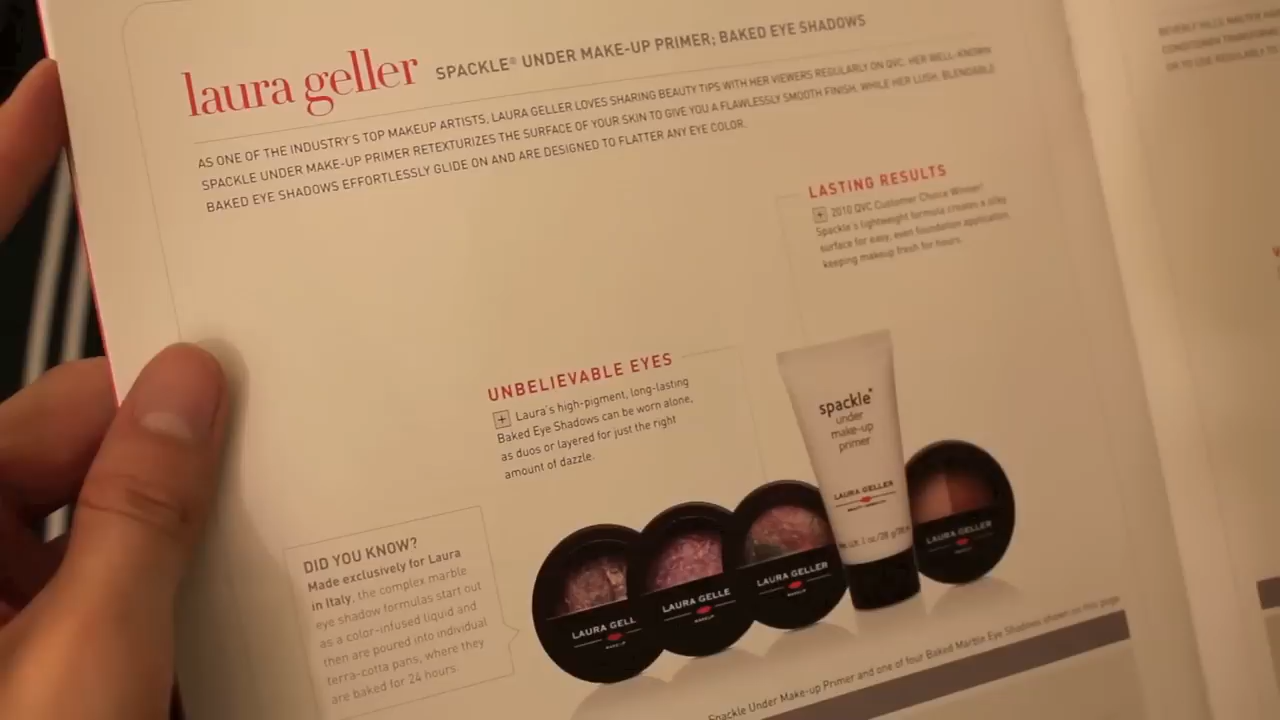 laura geller SPACKLE® UNDER MAKE-UP PRIMER; BAKED EYE SHADOWS
AS ONE OF THE INDUSTRY'S TOP MAKEUP ARTISTS, LAURA GELLER LOVES SHARING BEAUTY TIPS WITH HER VIEWERS REGULARLY ON QVC. HER WELL-KNOWN
SPACKLE UNDER MAKE-UP PRIMER RETEXTURIZES THE SURFACE OF YOUR SKIN TO GIVE YOU A FLAWLESSLY SMOOTH FINISH, WHILE HER LUSH, BLENDABLE
BAKED EYE SHADOWS EFFORTLESSLY GLIDE ON AND ARE DESIGNED TO FLATTER ANY EYE COLOR.
LASTING RESULTS
+ 2010 QVC Customer Choice Winner!
Spackle's lightweight formula creates a silky
surface for easy, even foundation application,
keeping makeup fresh for hours.
UNBELIEVABLE EYES
+ Laura's high-pigment, long-lasting
Baked Eye Shadows can be worn alone,
as duos or layered for just the right
amount of dazzle.
DID YOU KNOW?
Made exclusively for Laura
in Italy, the complex marble
eye shadow formulas start out
as a color-infused liquid and
then are poured into individual
terra-cotta pans, where they
are baked for 24 hours.
spackle®
under
make-up
primer
LAURA GELLER
LAURA GELL
MAKEUP
LAURA GELLE
MAKEUP
LAURA GELLER
MAKEUP
LAURA GELLER
Spackle Under Make-up Primer and one of four Baked Marble Eye Shadows shown on this page